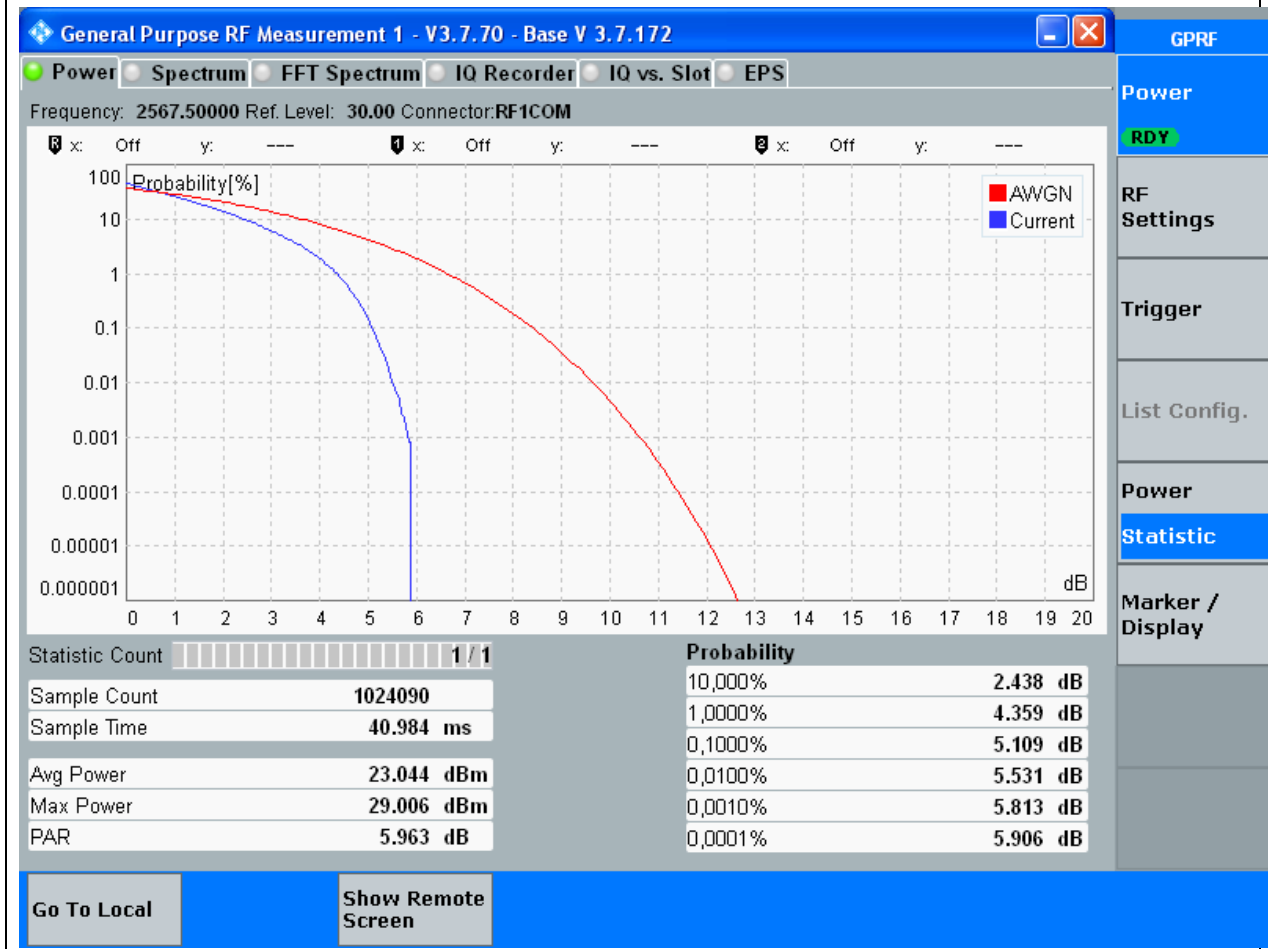 General Purpose RF Measurement 1 - V3.7.70 - Base V 3.7.172
GPRF
Power Spectrum FFT Spectrum IQ Recorder IQ vs. Slot EPS
Power
RDY
Frequency: 2567.50000 Ref. Level: 30.00 Connector:RF1COM
R x: Off y: --- 1 x: Off y: --- 2 x: Off y: ---
Probability[%]
AWGN
Current
100
10
1
0.1
0.01
0.001
0.0001
0.00001
0.000001
dB
0 1 2 3 4 5 6 7 8 9 10 11 12 13 14 15 16 17 18 19 20
RF
Settings
Trigger
List Config.
Power
Statistic
Marker /
Display
Statistic Count 1 / 1
Sample Count 1024090
Sample Time 40.984 ms
Avg Power 23.044 dBm
Max Power 29.006 dBm
PAR 5.963 dB
Probability
10,000% 2.438 dB
1,0000% 4.359 dB
0,1000% 5.109 dB
0,0100% 5.531 dB
0,0010% 5.813 dB
0,0001% 5.906 dB
Go To Local
Show Remote
Screen